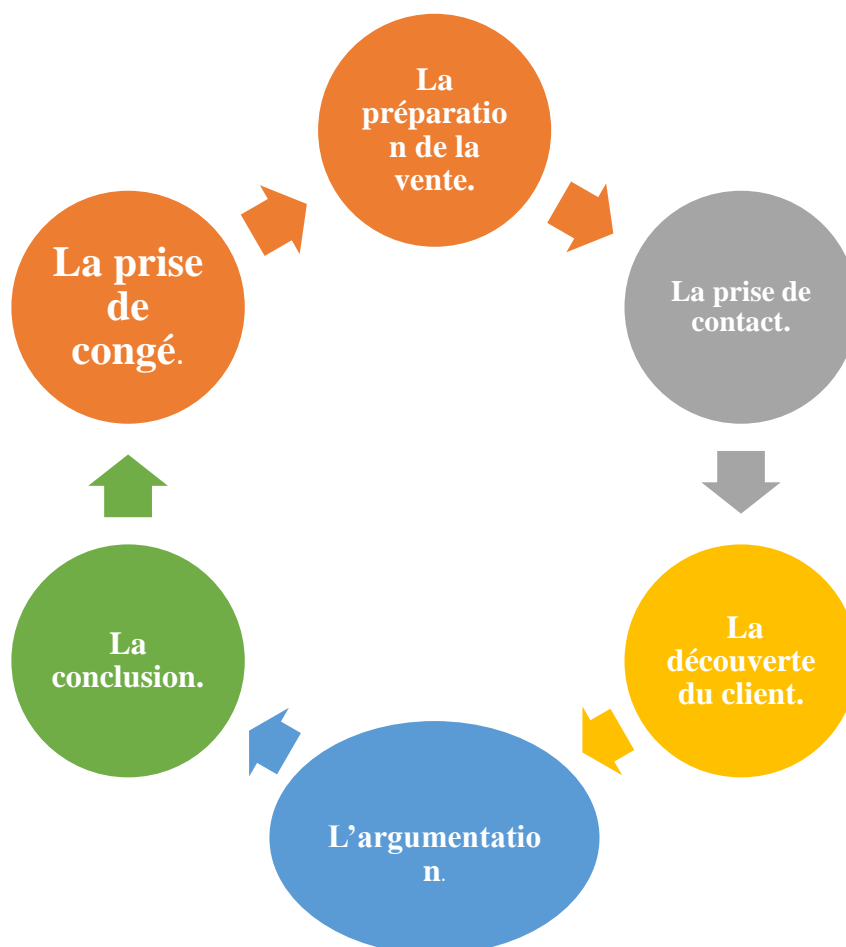 La
préparatio
n de la
vente.
La prise de
contact.
La
découverte
du client.
L’argumentatio
n.
La
conclusion.
La prise
de
congé.